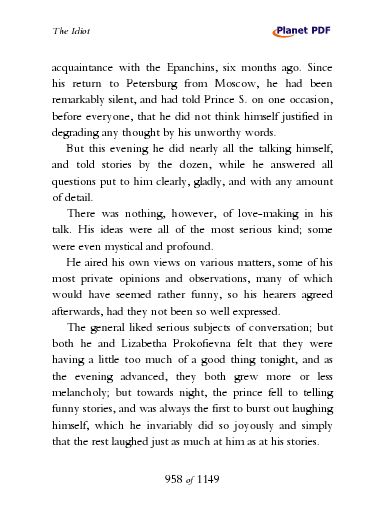 The Idiot
Planet PDF
acquaintance with the Epanchins, six months ago. Since
his return to Petersburg from Moscow, he had been
remarkably silent, and had told Prince S. on one occasion,
before everyone, that he did not think himself justified in
degrading any thought by his unworthy words.
But this evening he did nearly all the talking himself,
and told stories by the dozen, while he answered all
questions put to him clearly, gladly, and with any amount
of detail.
There was nothing, however, of love-making in his
talk. His ideas were all of the most serious kind; some
were even mystical and profound.
He aired his own views on various matters, some of his
most private opinions and observations, many of which
would have seemed rather funny, so his hearers agreed
afterwards, had they not been so well expressed.
The general liked serious subjects of conversation; but
both he and Lizabetha Prokofievna felt that they were
having a little too much of a good thing tonight, and as
the evening advanced, they both grew more or less
melancholy; but towards night, the prince fell to telling
funny stories, and was always the first to burst out laughing
himself, which he invariably did so joyously and simply
that the rest laughed just as much at him as at his stories.
958 of 1149